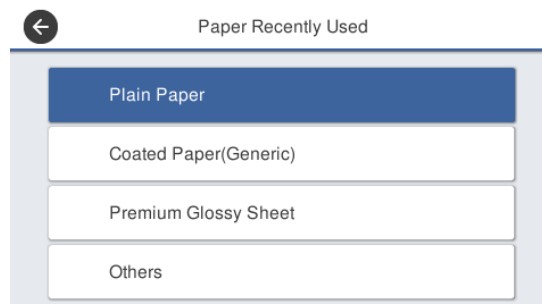 Paper Recently Used
Plain Paper
Coated Paper(Generic)
Premium Glossy Sheet
Others